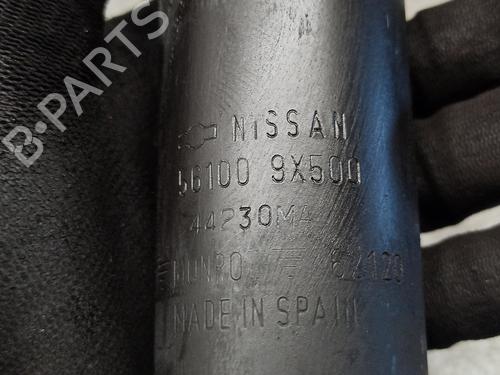 B-PARTS
NISSAN
56100 9X500
44230MA
MONRO
MADE IN SPAIN